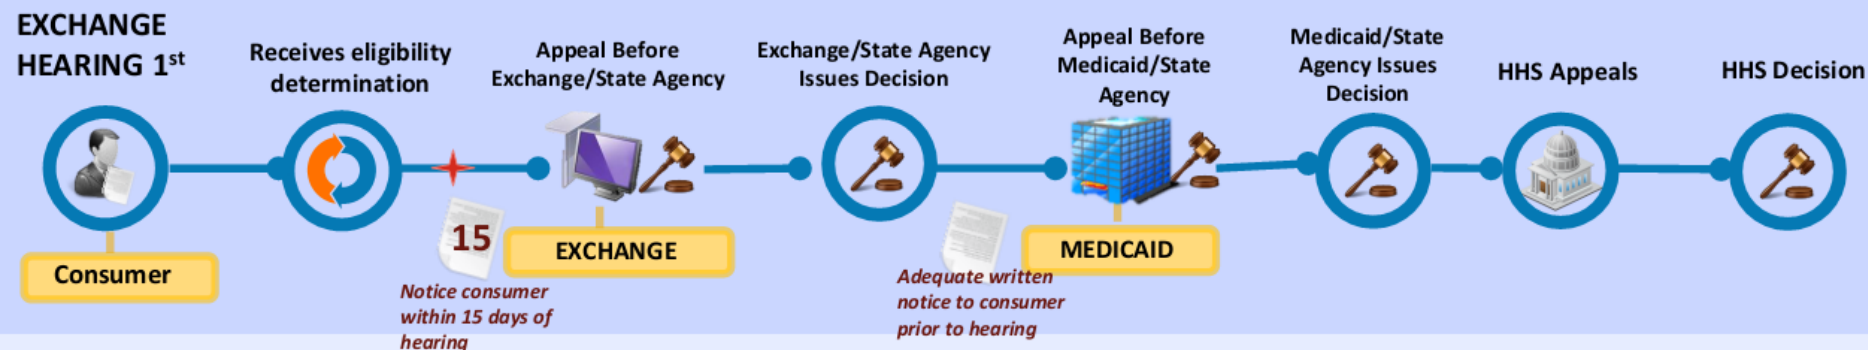 EXCHANGE
HEARING 1st
Receives eligibility
determination
Appeal Before
Exchange/State Agency
Exchange/State Agency
Issues Decision
Appeal Before
Medicaid/State
Agency
Medicaid/State
Agency Issues
Decision
HHS Appeals
HHS Decision
Consumer
15
EXCHANGE
MEDICAID
Notice consumer
within 15 days of
hearing
Adequate written
notice to consumer
prior to hearing